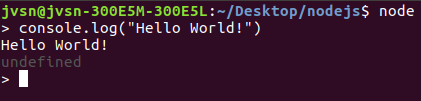 jvsn@jvsn-300E5M-300E5L:~/Desktop/nodejs$ node
> console.log("Hello World!")
Hello World!
undefined
>